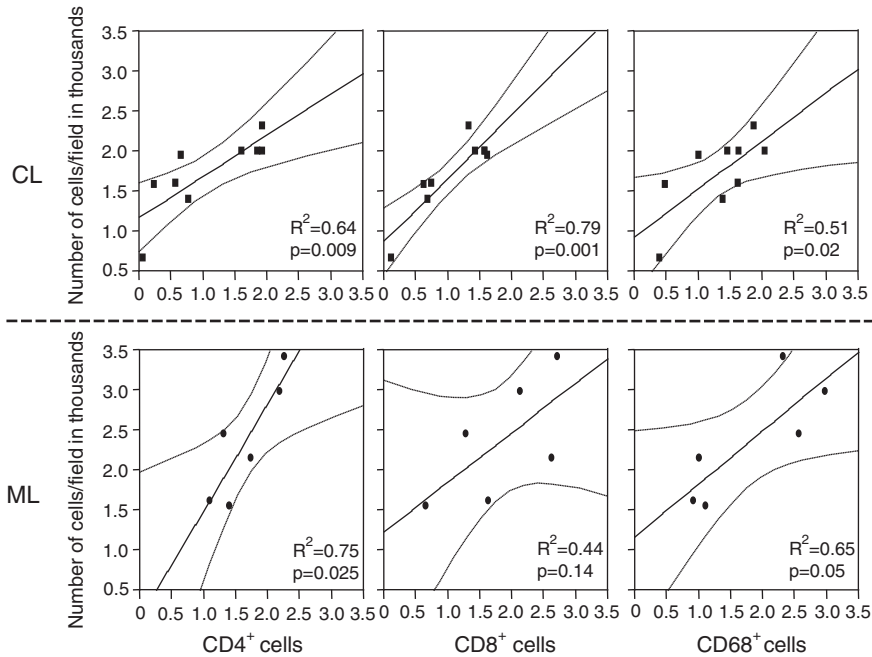 Number of cells/field in thousands
CL
3.5
3.0
2.5
2.0
1.5
1.0
0.5
R²=0.64
p=0.009
R²=0.79
p=0.001
R²=0.51
p=0.02
0 0.5 1.0 1.5 2.0 2.5 3.0 3.5
0 0.5 1.0 1.5 2.0 2.5 3.0 3.5
0 0.5 1.0 1.5 2.0 2.5 3.0 3.5
Number of cells/field in thousands
ML
3.5
3.0
2.5
2.0
1.5
1.0
0.5
R²=0.75
p=0.025
R²=0.44
p=0.14
R²=0.65
p=0.05
0 0.5 1.0 1.5 2.0 2.5 3.0 3.5
0 0.5 1.0 1.5 2.0 2.5 3.0 3.5
0 0.5 1.0 1.5 2.0 2.5 3.0 3.5
CD4⁺ cells
CD8⁺ cells
CD68⁺ cells